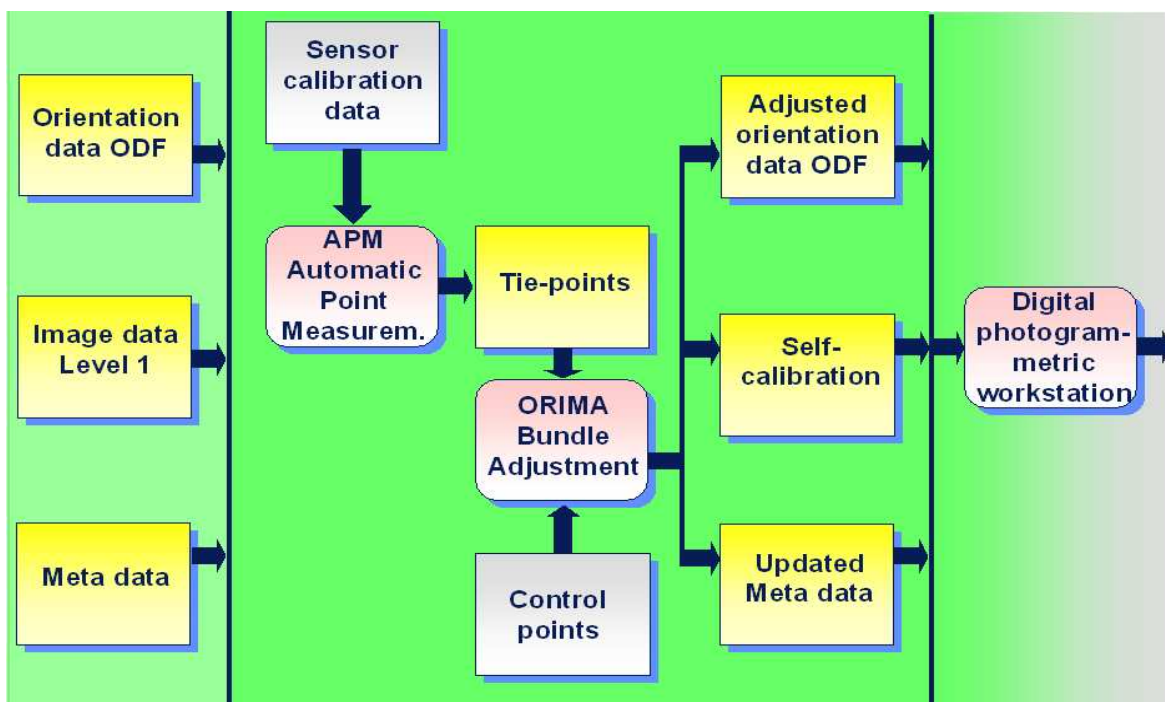 Orientation
data ODF
Image data
Level 1
Meta data
Sensor
calibration
data
APM
Automatic
Point
Measurem.
Tie-points
ORIMA
Bundle
Adjustment
Control
points
Adjusted
orientation
data ODF
Self-
calibration
Updated
Meta data
Digital
photogram-
metric
workstation